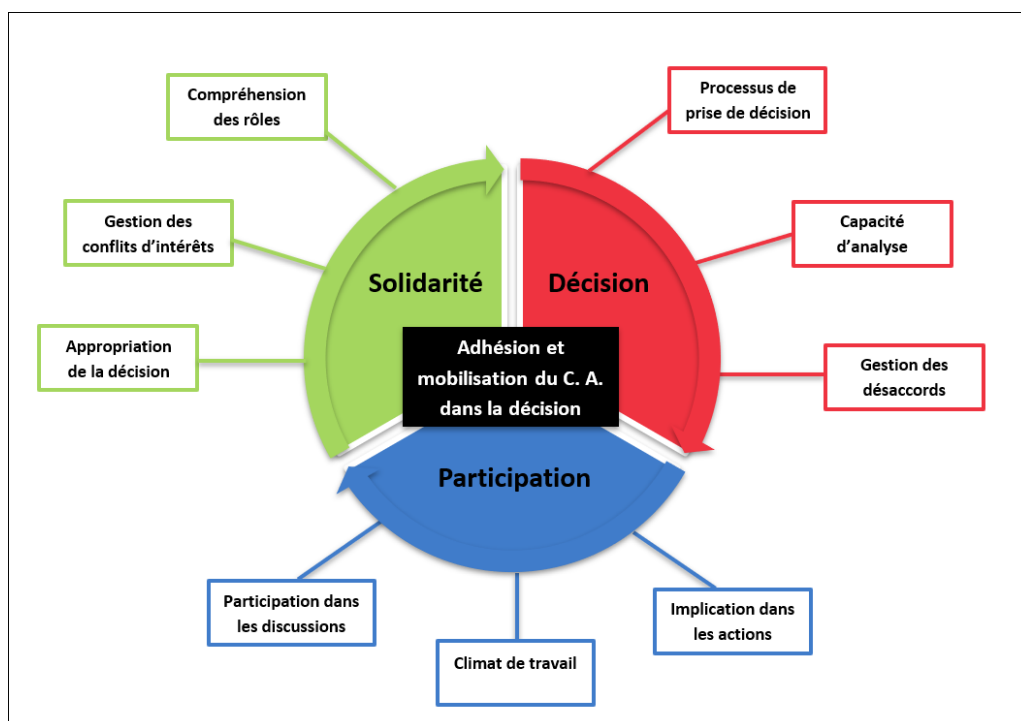 Compréhension
des rôles
Gestion des
conflits d’intérêts
Appropriation
de la décision
Solidarité
Processus de
prise de décision
Capacité
d’analyse
Gestion des
désaccords
Décision
Adhésion et
mobilisation du C. A.
dans la décision
Participation
Participation dans
les discussions
Climat de travail
Implication dans
les actions